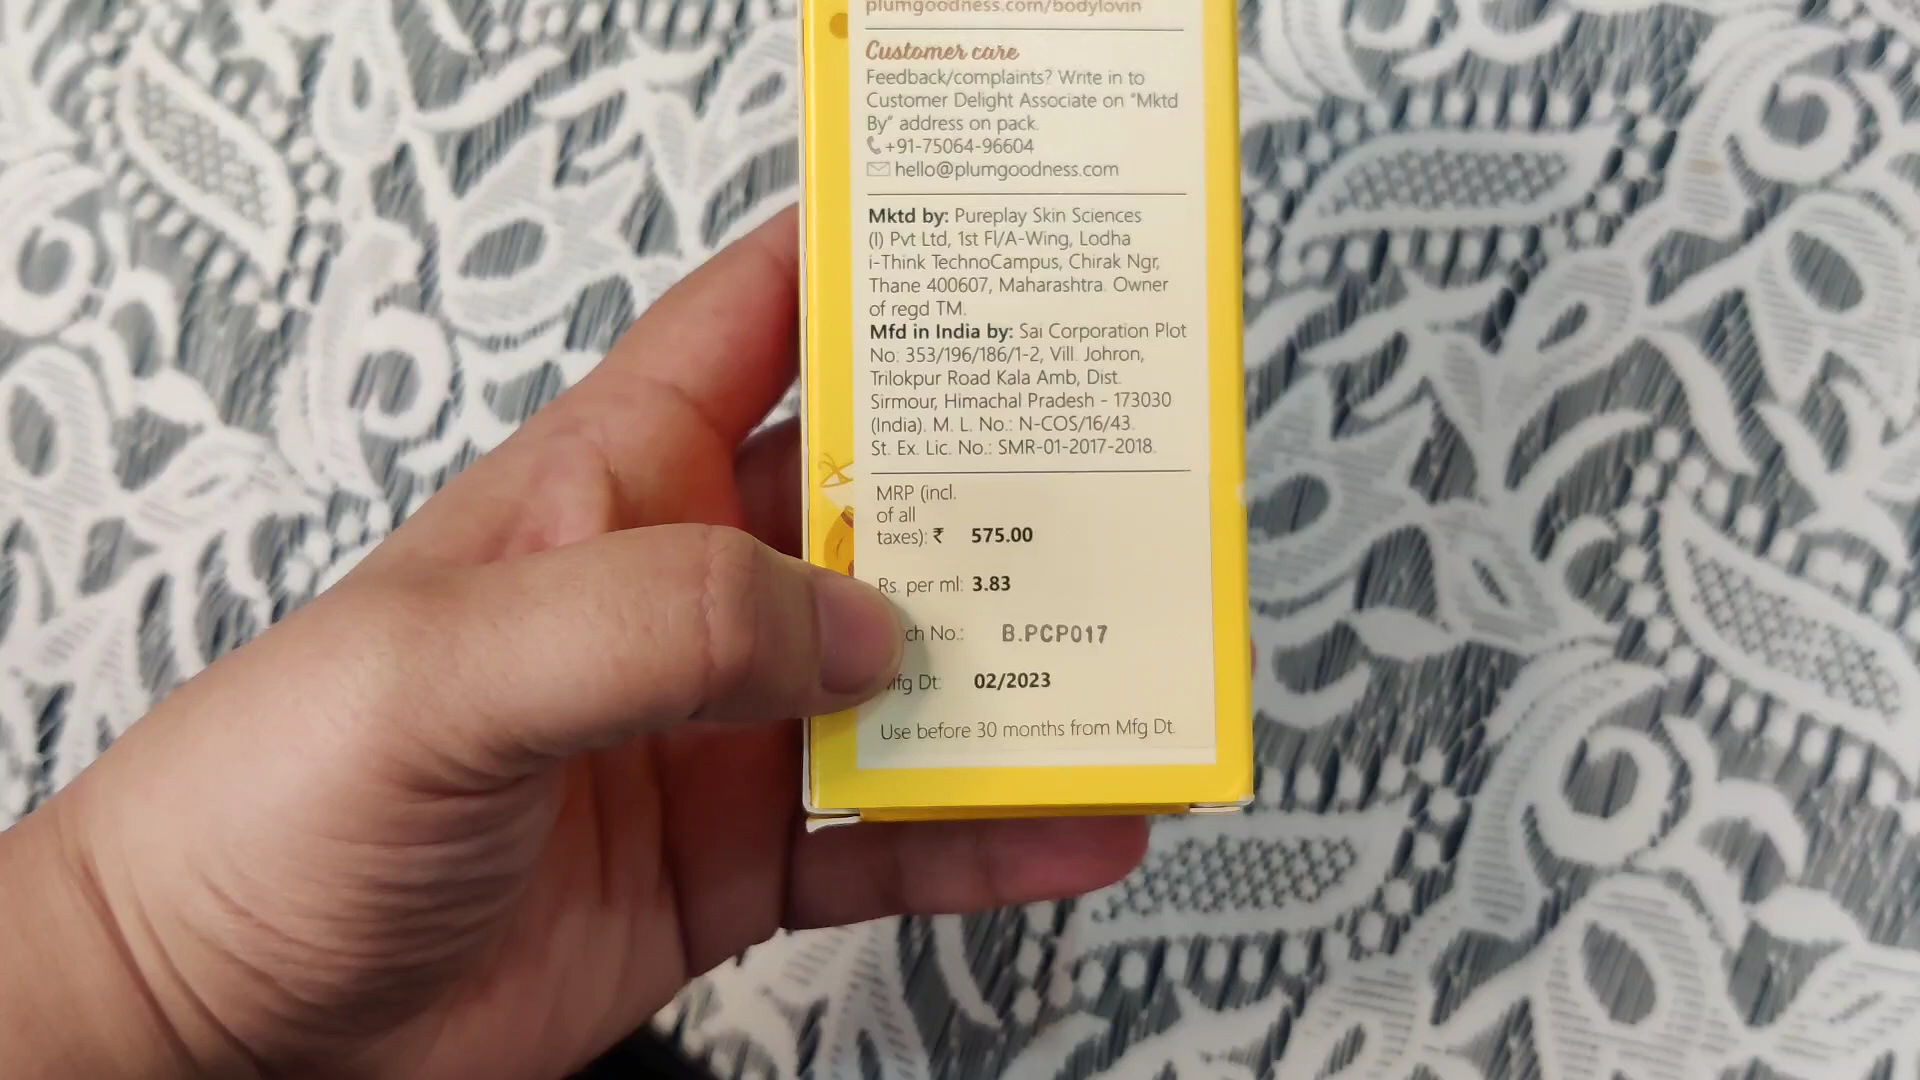 plumgoodness.com/bodylovin
Customer care
Feedback/complaints? Write in to
Customer Delight Associate on "Mktd
By" address on pack.
+91-75064-96604
hello@plumgoodness.com
Mktd by: Pureplay Skin Sciences
(I) Pvt Ltd, 1st Fl/A-Wing, Lodha
i-Think TechnoCampus, Chirak Ngr,
Thane 400607, Maharashtra. Owner
of regd TM.
Mfd in India by: Sai Corporation Plot
No: 353/196/186/1-2, Vill. Johron,
Trilokpur Road Kala Amb, Dist.
Sirmour, Himachal Pradesh - 173030
(India). M. L. No.: N-COS/16/43.
St. Ex. Lic. No.: SMR-01-2017-2018.
MRP (incl.
of all
taxes): ₹ 575.00
Rs. per ml: 3.83
ch No.: B.PCP017
Mfg Dt: 02/2023
Use before 30 months from Mfg Dt.